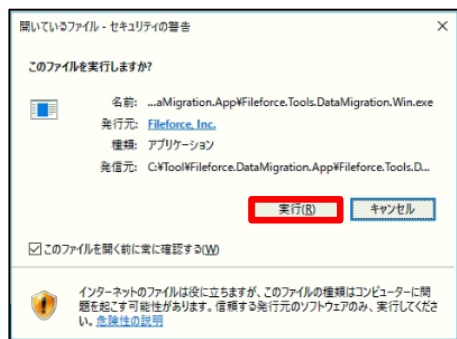 開いているファイル - セキュリティの警告
このファイルを実行しますか?
名前: ...aMigration.App¥Fileforce.Tools.DataMigration.Win.exe
発行元: Fileforce, Inc.
種類: アプリケーション
発信元: C:¥Tool¥Fileforce.DataMigration.App¥Fileforce.Tools.D...
実行(R) キャンセル
このファイルを開く前に常に確認する(W)
インターネットのファイルは役に立ちますが、このファイルの種類はコンピューターに問
題を起こす可能性があります。信頼する発行元のソフトウェアのみ、実行してくださ
い。危険性の説明